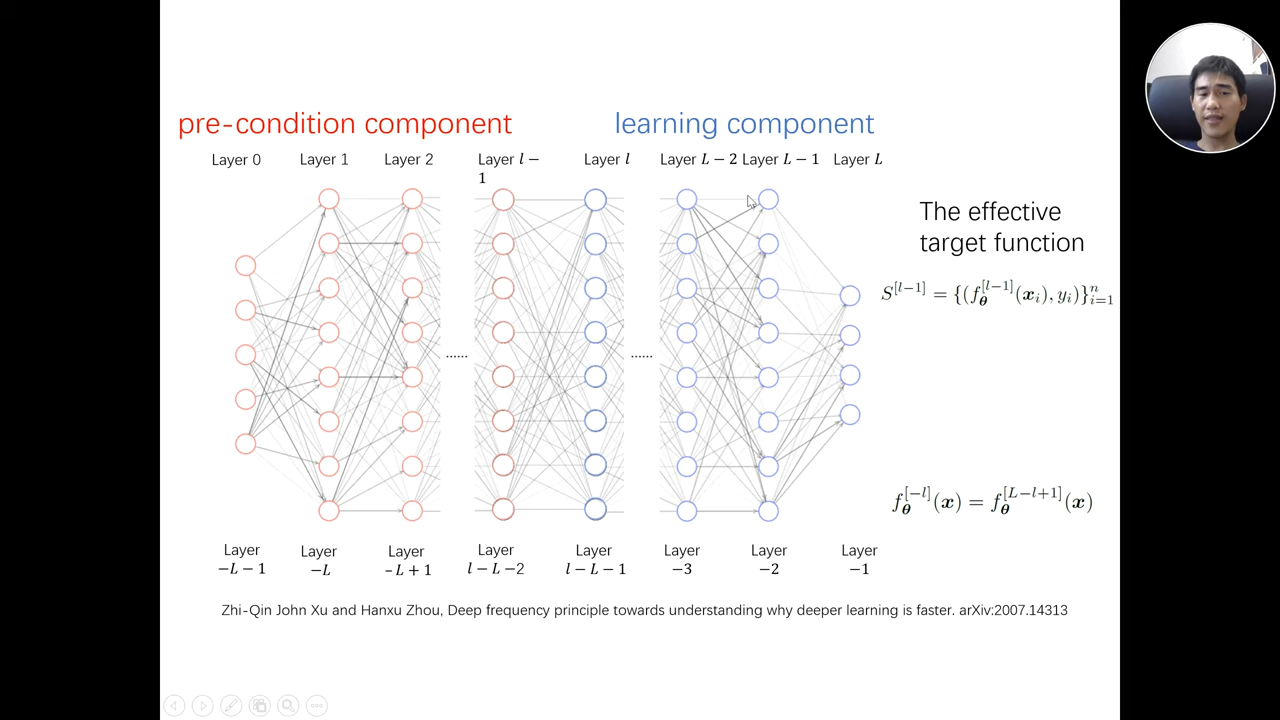 pre-condition component
learning component
Layer 0
Layer 1
Layer 2
Layer l −
1
Layer l
Layer L − 2
Layer L − 1
Layer L
The effective
target function
S^{[l−1]} = {(f_θ^{[l−1]}(x_i), y_i)}_{i=1}^n
......
......
f_θ^{[−l]}(x) = f_θ^{[L−l+1]}(x)
Layer
−L − 1
Layer
−L
Layer
−L + 1
Layer
l − L −2
Layer
l − L − 1
Layer
−3
Layer
−2
Layer
−1
Zhi-Qin John Xu and Hanxu Zhou, Deep frequency principle towards understanding why deeper learning is faster. arXiv:2007.14313